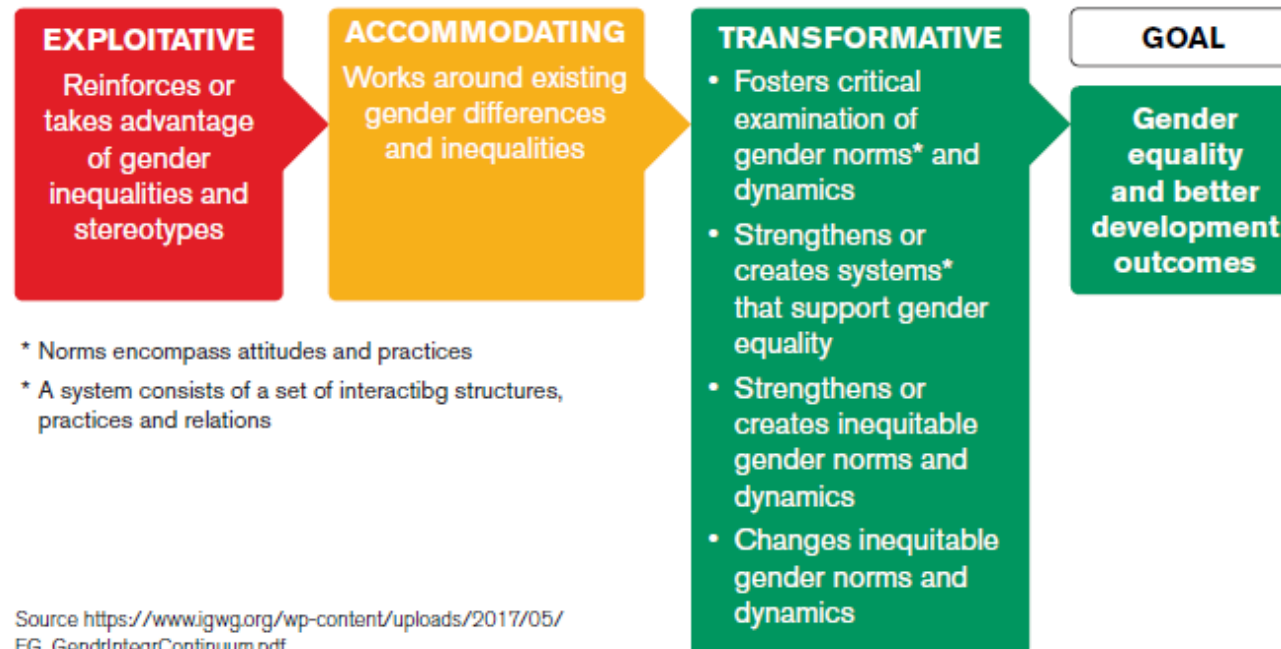 EXPLOITATIVE
Reinforces or
takes advantage
of gender
inequalities and
stereotypes
ACCOMMODATING
Works around existing
gender differences
and inequalities
TRANSFORMATIVE
• Fosters critical
examination of
gender norms* and
dynamics
• Strengthens or
creates systems*
that support gender
equality
• Strengthens or
creates inequitable
gender norms and
dynamics
• Changes inequitable
gender norms and
dynamics
GOAL
Gender
equality
and better
development
outcomes
* Norms encompass attitudes and practices
* A system consists of a set of interactibg structures,
practices and relations
Source https://www.igwg.org/wp-content/uploads/2017/05/
FG_GendrIntegrContinuum.pdf